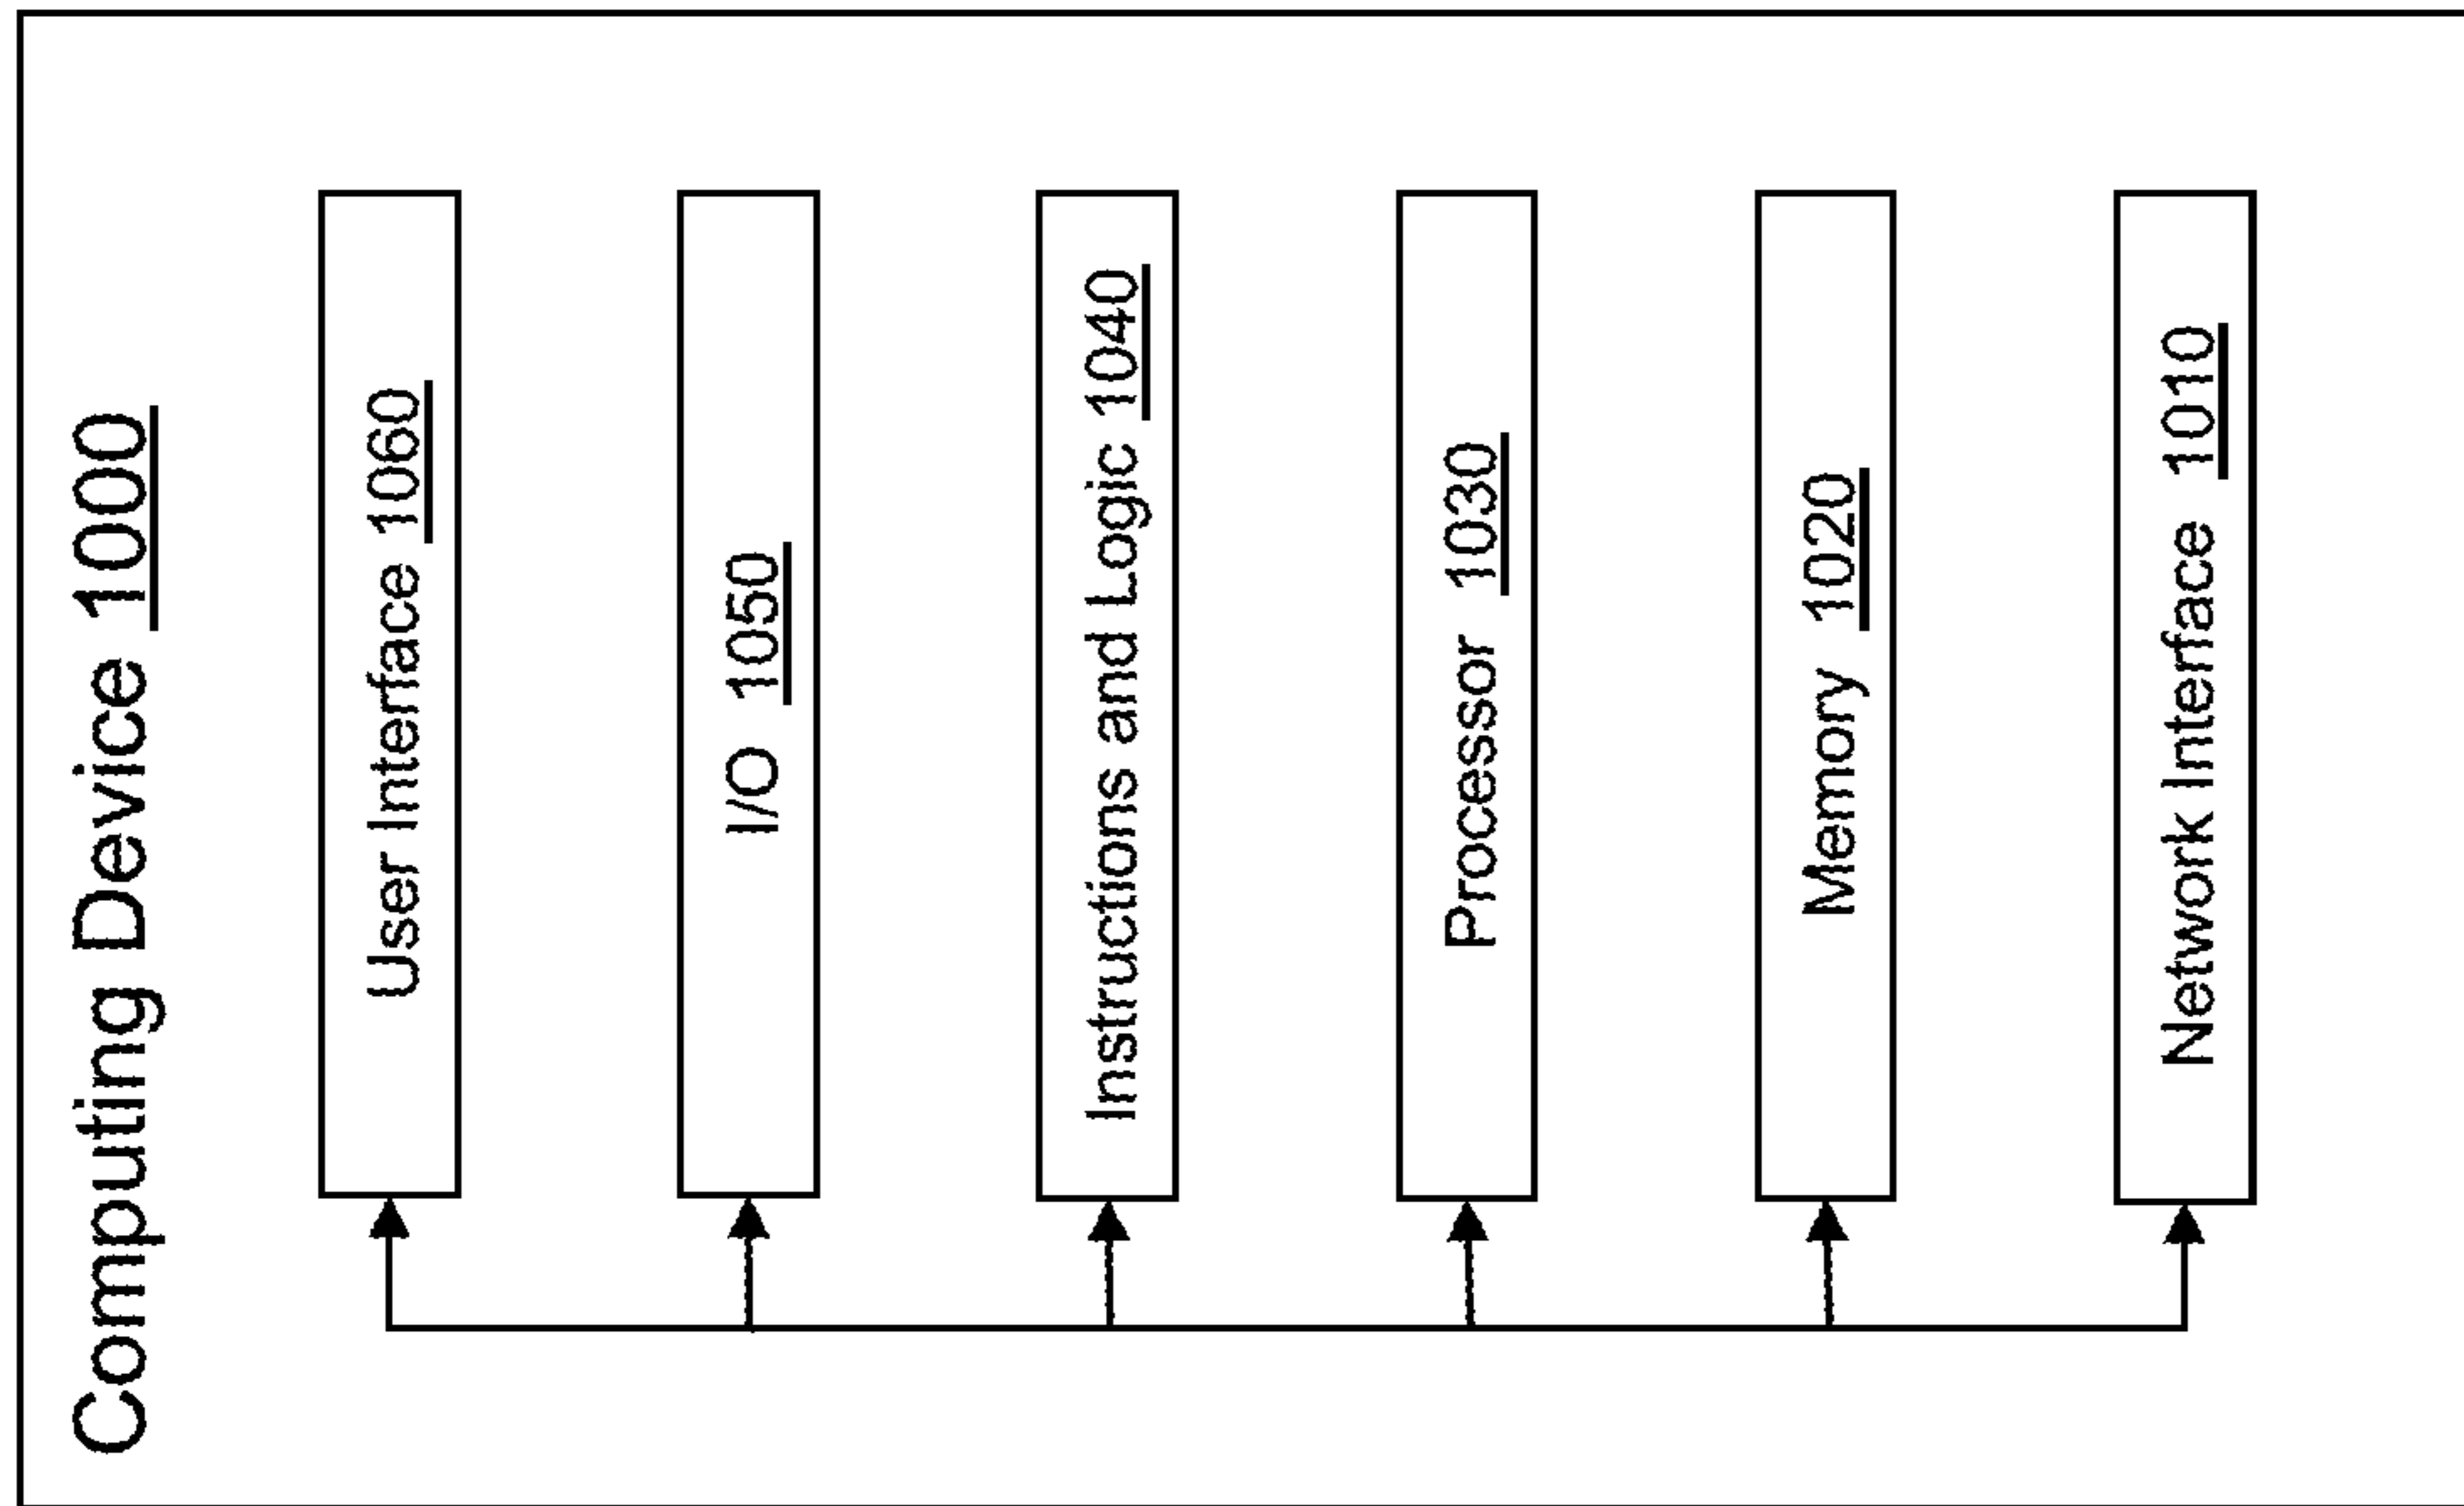 Computing Device 1000
User Interface 1060
I/O 1050
Instructions and Logic 1040
Processor 1030
Memory 1020
Network Interface 1010